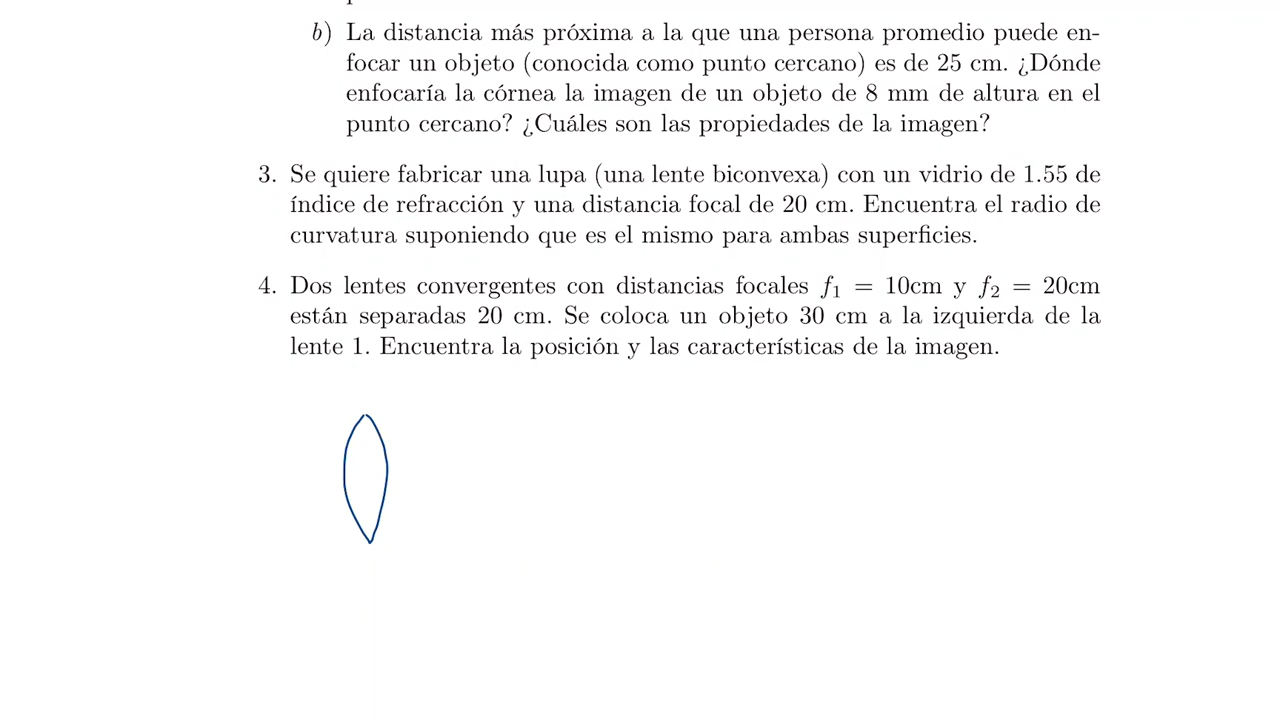 b) La distancia más próxima a la que una persona promedio puede en-
focar un objeto (conocida como punto cercano) es de 25 cm. ¿Dónde
enfocaría la córnea la imagen de un objeto de 8 mm de altura en el
punto cercano? ¿Cuáles son las propiedades de la imagen?
3. Se quiere fabricar una lupa (una lente biconvexa) con un vidrio de 1.55 de
índice de refracción y una distancia focal de 20 cm. Encuentra el radio de
curvatura suponiendo que es el mismo para ambas superficies.
4. Dos lentes convergentes con distancias focales f₁ = 10cm y f₂ = 20cm
están separadas 20 cm. Se coloca un objeto 30 cm a la izquierda de la
lente 1. Encuentra la posición y las características de la imagen.